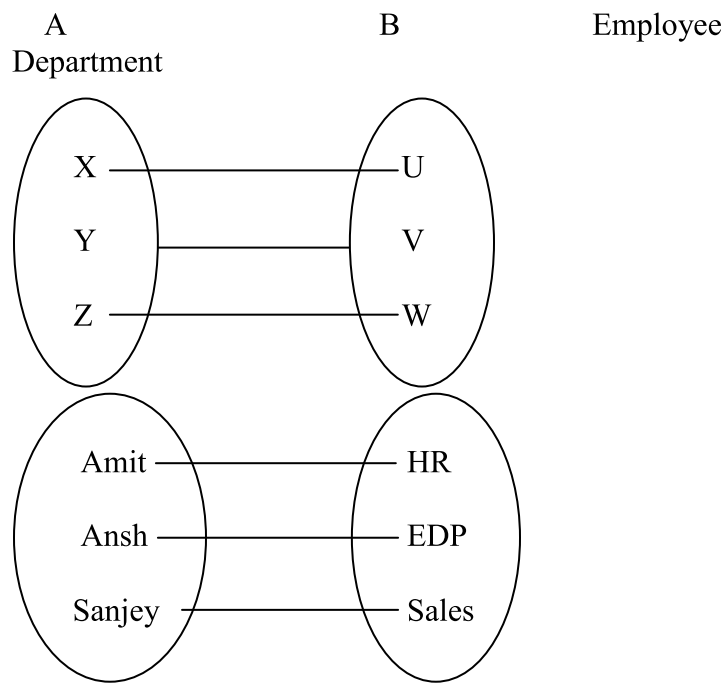 A B Employee
Department
X U
Y V
Z W
Amit HR
Ansh EDP
Sanjey Sales